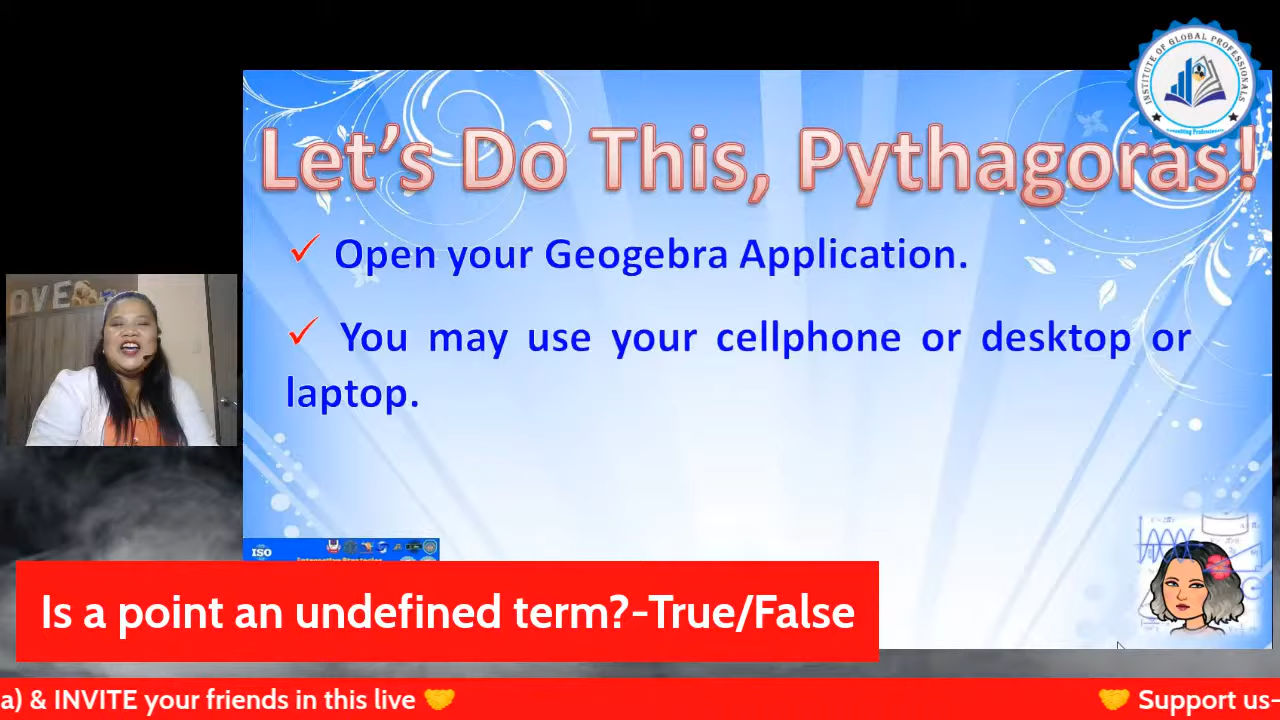 INSTITUTE OF GLOBAL PROFESSIONALS
Let's Do This, Pythagoras!
✓ Open your Geogebra Application.
✓ You may use your cellphone or desktop or
laptop.
OVE
ISO
Is a point an undefined term?-True/False
a) & INVITE your friends in this live 🤝
🤝 Support us-